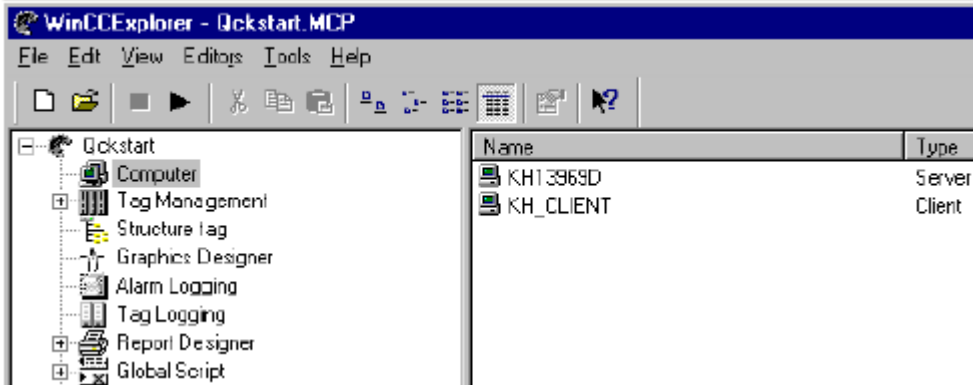 WinCCExplorer - Qckstart.MCP
File Edit View Editors Tools Help
Qckstart
Computer
Tag Management
Structure tag
Graphics Designer
Alarm Logging
Tag Logging
Report Designer
Global Script
Name Type
KH13969D Server
KH_CLIENT Client